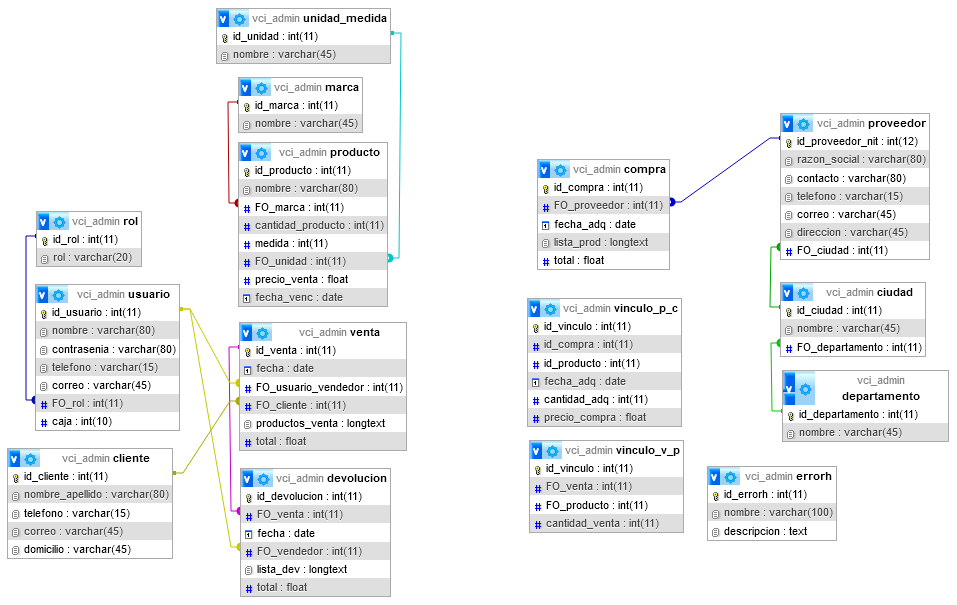 vci_admin unidad_medida
id_unidad : int(11)
nombre : varchar(45)
vci_admin marca
id_marca : int(11)
nombre : varchar(45)
vci_admin producto
id_producto : int(11)
nombre : varchar(80)
FO_marca : int(11)
cantidad_producto : int(11)
medida : int(11)
FO_unidad : int(11)
precio_venta : float
fecha_venc : date
vci_admin rol
id_rol : int(11)
rol : varchar(20)
vci_admin usuario
id_usuario : int(11)
nombre : varchar(80)
contrasenia : varchar(80)
telefono : varchar(15)
correo : varchar(45)
FO_rol : int(11)
caja : int(10)
vci_admin venta
id_venta : int(11)
fecha : date
FO_usuario_vendedor : int(11)
FO_cliente : int(11)
productos_venta : longtext
total : float
vci_admin cliente
id_cliente : int(11)
nombre_apellido : varchar(80)
telefono : varchar(15)
correo : varchar(45)
domicilio : varchar(45)
vci_admin devolucion
id_devolucion : int(11)
FO_venta : int(11)
fecha : date
FO_vendedor : int(11)
lista_dev : longtext
total : float
vci_admin compra
id_compra : int(11)
FO_proveedor : int(11)
fecha_adq : date
lista_prod : longtext
total : float
vci_admin proveedor
id_proveedor_nit : int(12)
razon_social : varchar(80)
contacto : varchar(80)
telefono : varchar(15)
correo : varchar(45)
direccion : varchar(45)
FO_ciudad : int(11)
vci_admin vinculo_p_c
id_vinculo : int(11)
id_compra : int(11)
id_producto : int(11)
fecha_adq : date
cantidad_adq : int(11)
precio_compra : float
vci_admin ciudad
id_ciudad : int(11)
nombre : varchar(45)
FO_departamento : int(11)
vci_admin
departamento
id_departamento : int(11)
nombre : varchar(45)
vci_admin vinculo_v_p
id_vinculo : int(11)
FO_venta : int(11)
FO_producto : int(11)
cantidad_venta : int(11)
vci_admin errorh
id_errorh : int(11)
nombre : varchar(100)
descripcion : text